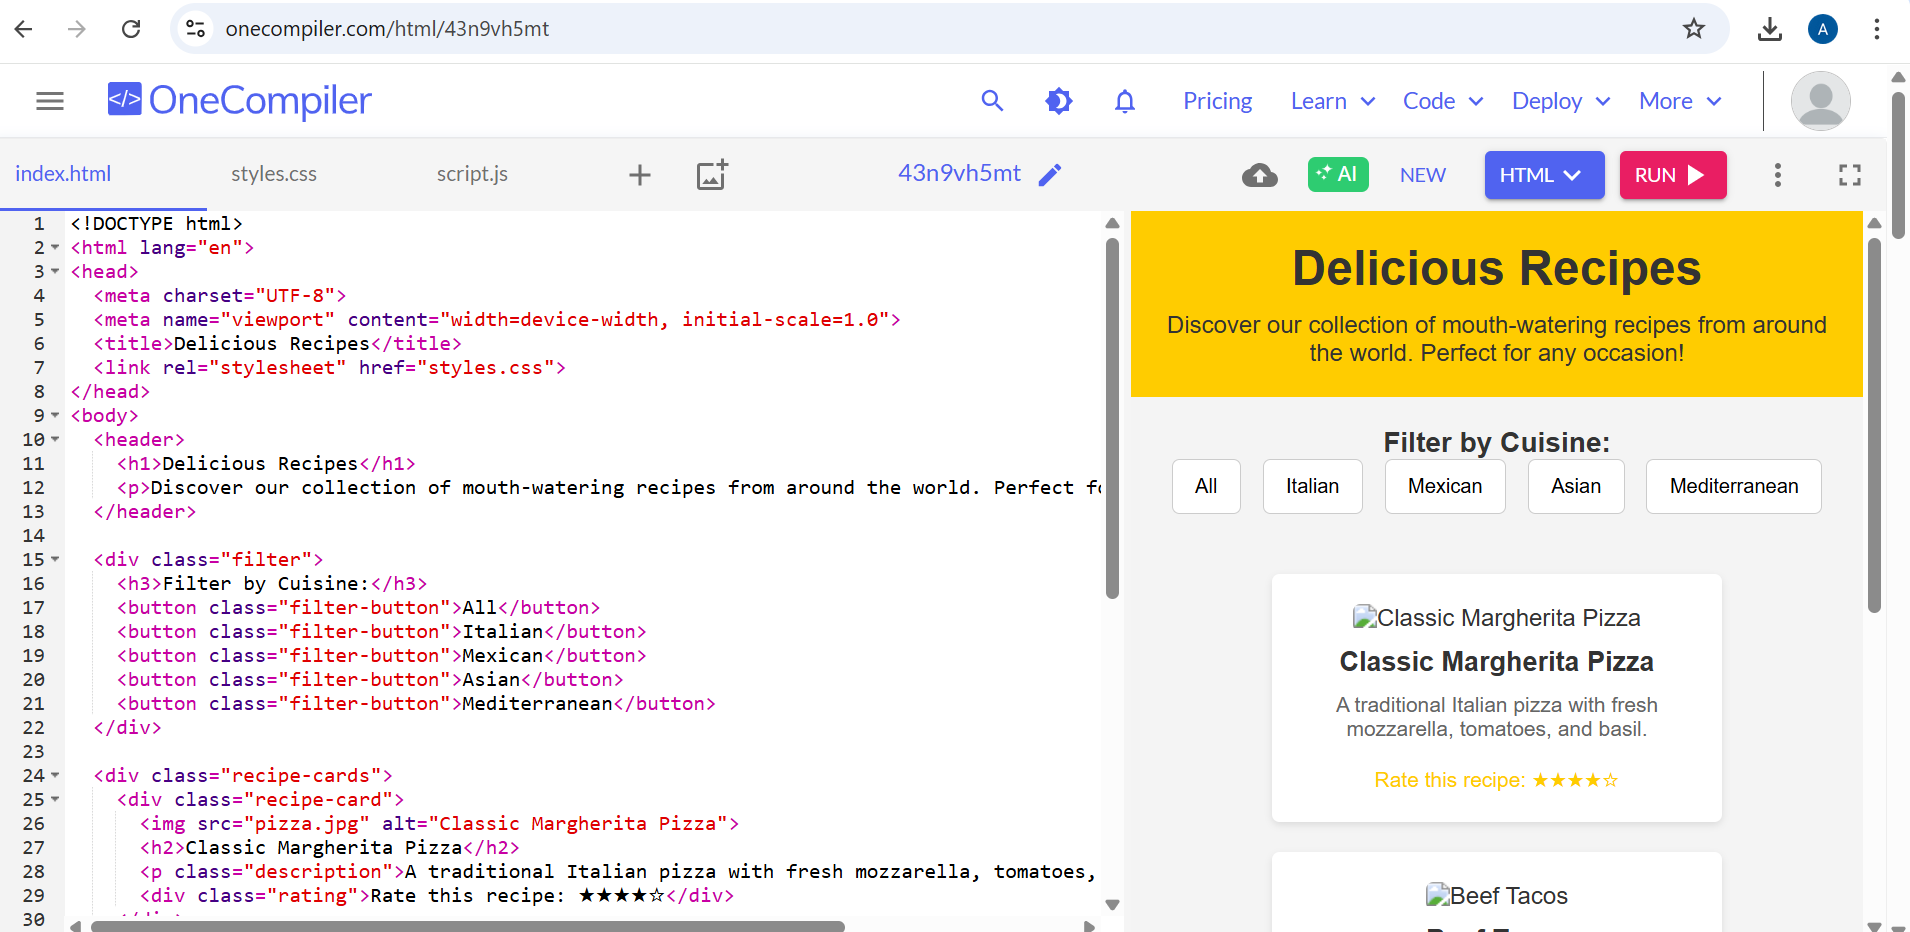 onecompiler.com/html/43n9vh5mt
A
</> OneCompiler
Pricing Learn Code Deploy More
index.html styles.css script.js 43n9vh5mt AI NEW HTML RUN
1 <!DOCTYPE html>
2 <html lang="en">
3 <head>
4 <meta charset="UTF-8">
5 <meta name="viewport" content="width=device-width, initial-scale=1.0">
6 <title>Delicious Recipes</title>
7 <link rel="stylesheet" href="styles.css">
8 </head>
9 <body>
10 <header>
11 <h1>Delicious Recipes</h1>
12 <p>Discover our collection of mouth-watering recipes from around the world. Perfect fo
13 </header>
14
15 <div class="filter">
16 <h3>Filter by Cuisine:</h3>
17 <button class="filter-button">All</button>
18 <button class="filter-button">Italian</button>
19 <button class="filter-button">Mexican</button>
20 <button class="filter-button">Asian</button>
21 <button class="filter-button">Mediterranean</button>
22 </div>
23
24 <div class="recipe-cards">
25 <div class="recipe-card">
26 <img src="pizza.jpg" alt="Classic Margherita Pizza">
27 <h2>Classic Margherita Pizza</h2>
28 <p class="description">A traditional Italian pizza with fresh mozzarella, tomatoes,
29 <div class="rating">Rate this recipe: ★★★★☆</div>
30
Delicious Recipes
Discover our collection of mouth-watering recipes from around
the world. Perfect for any occasion!
Filter by Cuisine:
All Italian Mexican Asian Mediterranean
Classic Margherita Pizza
Classic Margherita Pizza
A traditional Italian pizza with fresh
mozzarella, tomatoes, and basil.
Rate this recipe: ★★★★☆
Beef Tacos